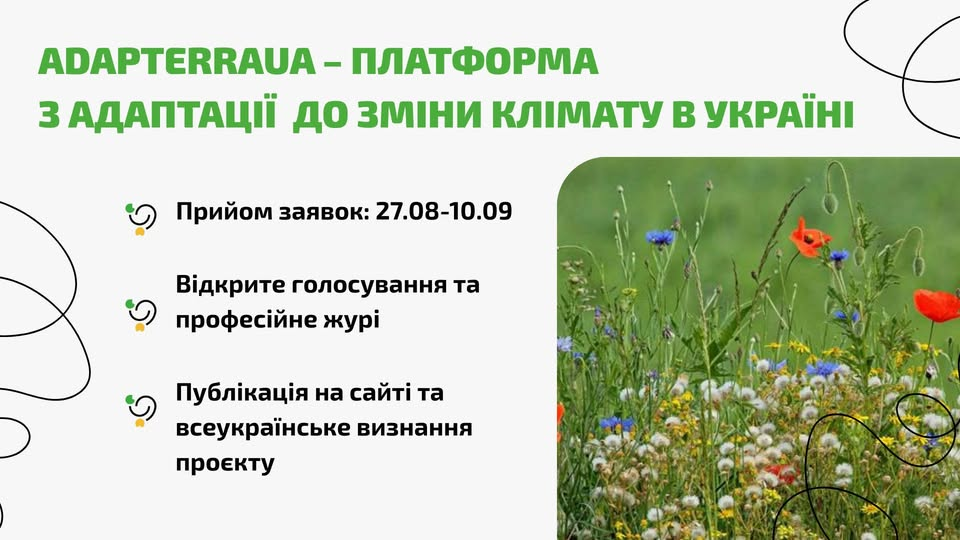 ADAPTERRAUA – ПЛАТФОРМА
З АДАПТАЦІЇ ДО ЗМІНИ КЛІМАТУ В УКРАЇНІ
Прийом заявок: 27.08-10.09
Відкрите голосування та
професійне журі
Публікація на сайті та
всеукраїнське визнання
проєкту